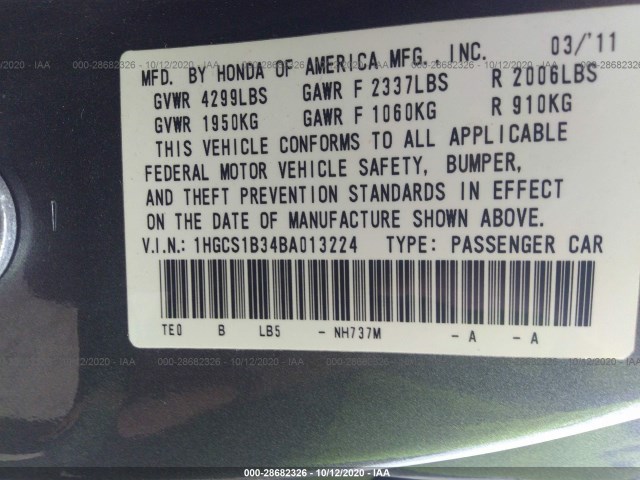 MFD. BY HONDA OF AMERICA MFG., INC. 03/'11
GVWR 4299LBS GAWR F 2337LBS R 2006LBS
GVWR 1950KG GAWR F 1060KG R 910KG
THIS VEHICLE CONFORMS TO ALL APPLICABLE
FEDERAL MOTOR VEHICLE SAFETY, BUMPER,
AND THEFT PREVENTION STANDARDS IN EFFECT
ON THE DATE OF MANUFACTURE SHOWN ABOVE.
V.I.N.: 1HGCS1B34BA013224 TYPE: PASSENGER CAR
TE0 B LB5 - NH737M - A - A
000-28682326 - 10/12/2020 - IAA